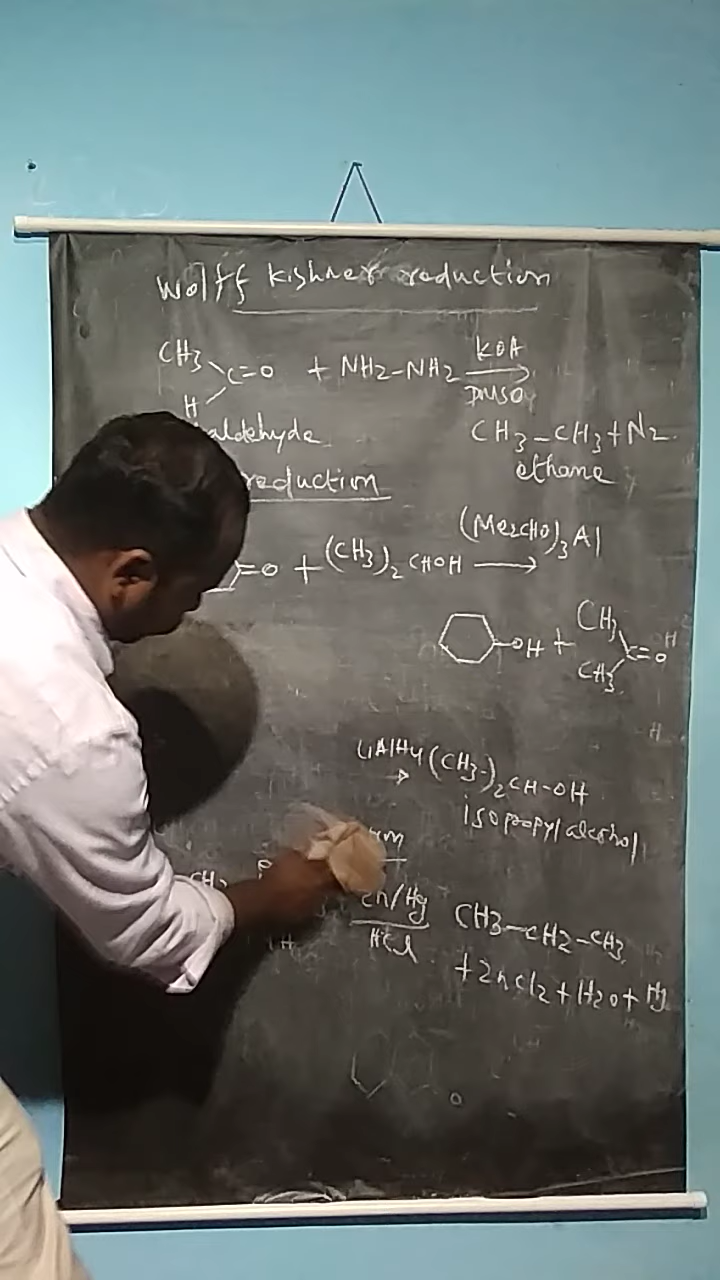 Wolff Kishner reduction
CH3
C=O + NH2-NH2 KOH
H DMSO
aldehyde CH3-CH3+N2
ethane
reduction
(Me2CHO)3Al
=O + (CH3)2 CHOH →
CH3
-OH + C=O H
CH3
H
LiAlH4 (CH3-)2 CH-OH
→ isopropyl alcohol
CH3
Zn/Hg CH3-CH2-CH3
HCl
+ZnCl2+H2O+Hg
O